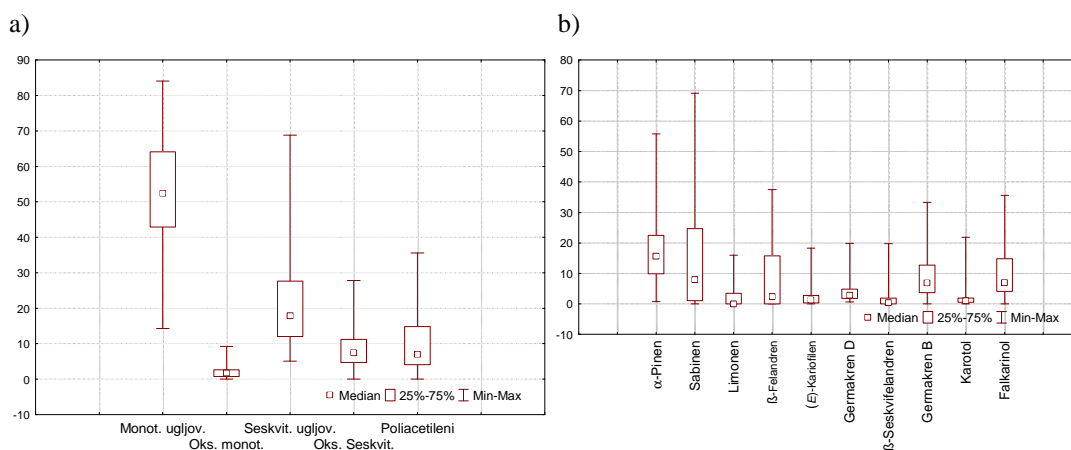 a)
90
80
70
60
50
40
30
20
10
0
-10
Median 25%-75% Min-Max
Monot. ugljov. Seskvit. ugljov. Poliacetileni
Oks. monot. Oks. Seskvit.
b)
80
70
60
50
40
30
20
10
0
-10
Median 25%-75% Min-Max
α-Pinen
Sabinen
Limonen
ß-Felandren
(E)-Kariofilen
Germakren D
ß-Seskvifelandren
Germakren B
Karotol
Falkarinol